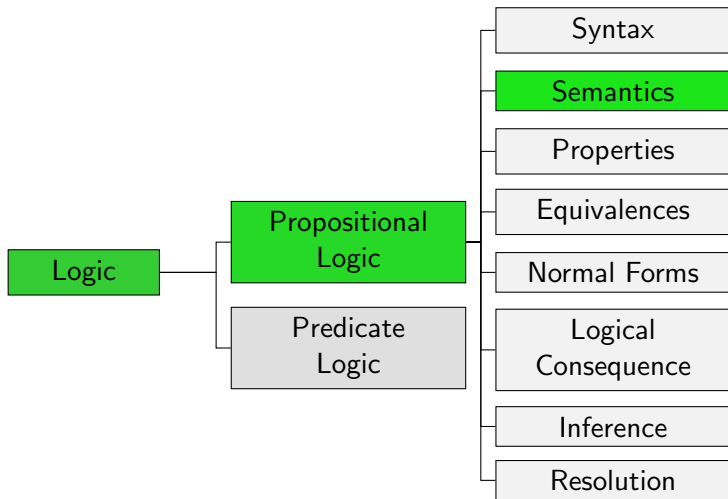 Logic
Propositional
Logic
Predicate
Logic
Syntax
Semantics
Properties
Equivalences
Normal Forms
Logical
Consequence
Inference
Resolution